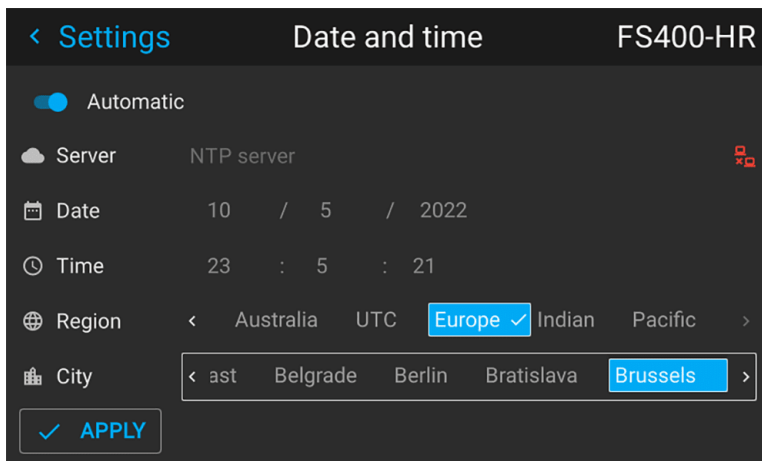 Settings Date and time FS400-HR
Automatic
Server NTP server
Date 10 / 5 / 2022
Time 23 : 5 : 21
Region Australia UTC Europe Indian Pacific
City ast Belgrade Berlin Bratislava Brussels
APPLY